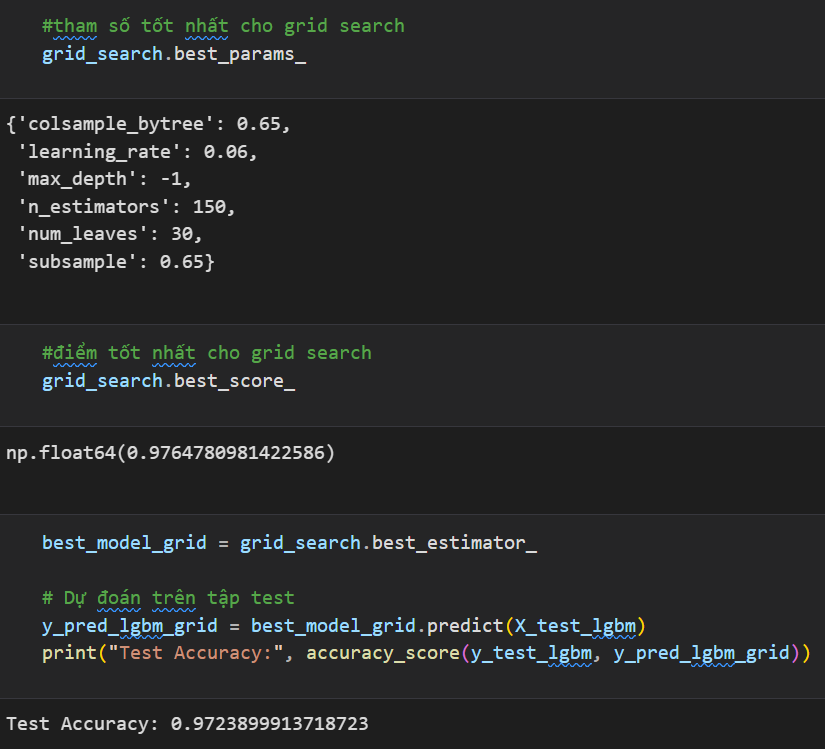 #tham số tốt nhất cho grid search
grid_search.best_params_
{'colsample_bytree': 0.65,
'learning_rate': 0.06,
'max_depth': -1,
'n_estimators': 150,
'num_leaves': 30,
'subsample': 0.65}
#điểm tốt nhất cho grid search
grid_search.best_score_
np.float64(0.9764780981422586)
best_model_grid = grid_search.best_estimator_
# Dự đoán trên tập test
y_pred_lgbm_grid = best_model_grid.predict(X_test_lgbm)
print("Test Accuracy:", accuracy_score(y_test_lgbm, y_pred_lgbm_grid))
Test Accuracy: 0.9723899913718723